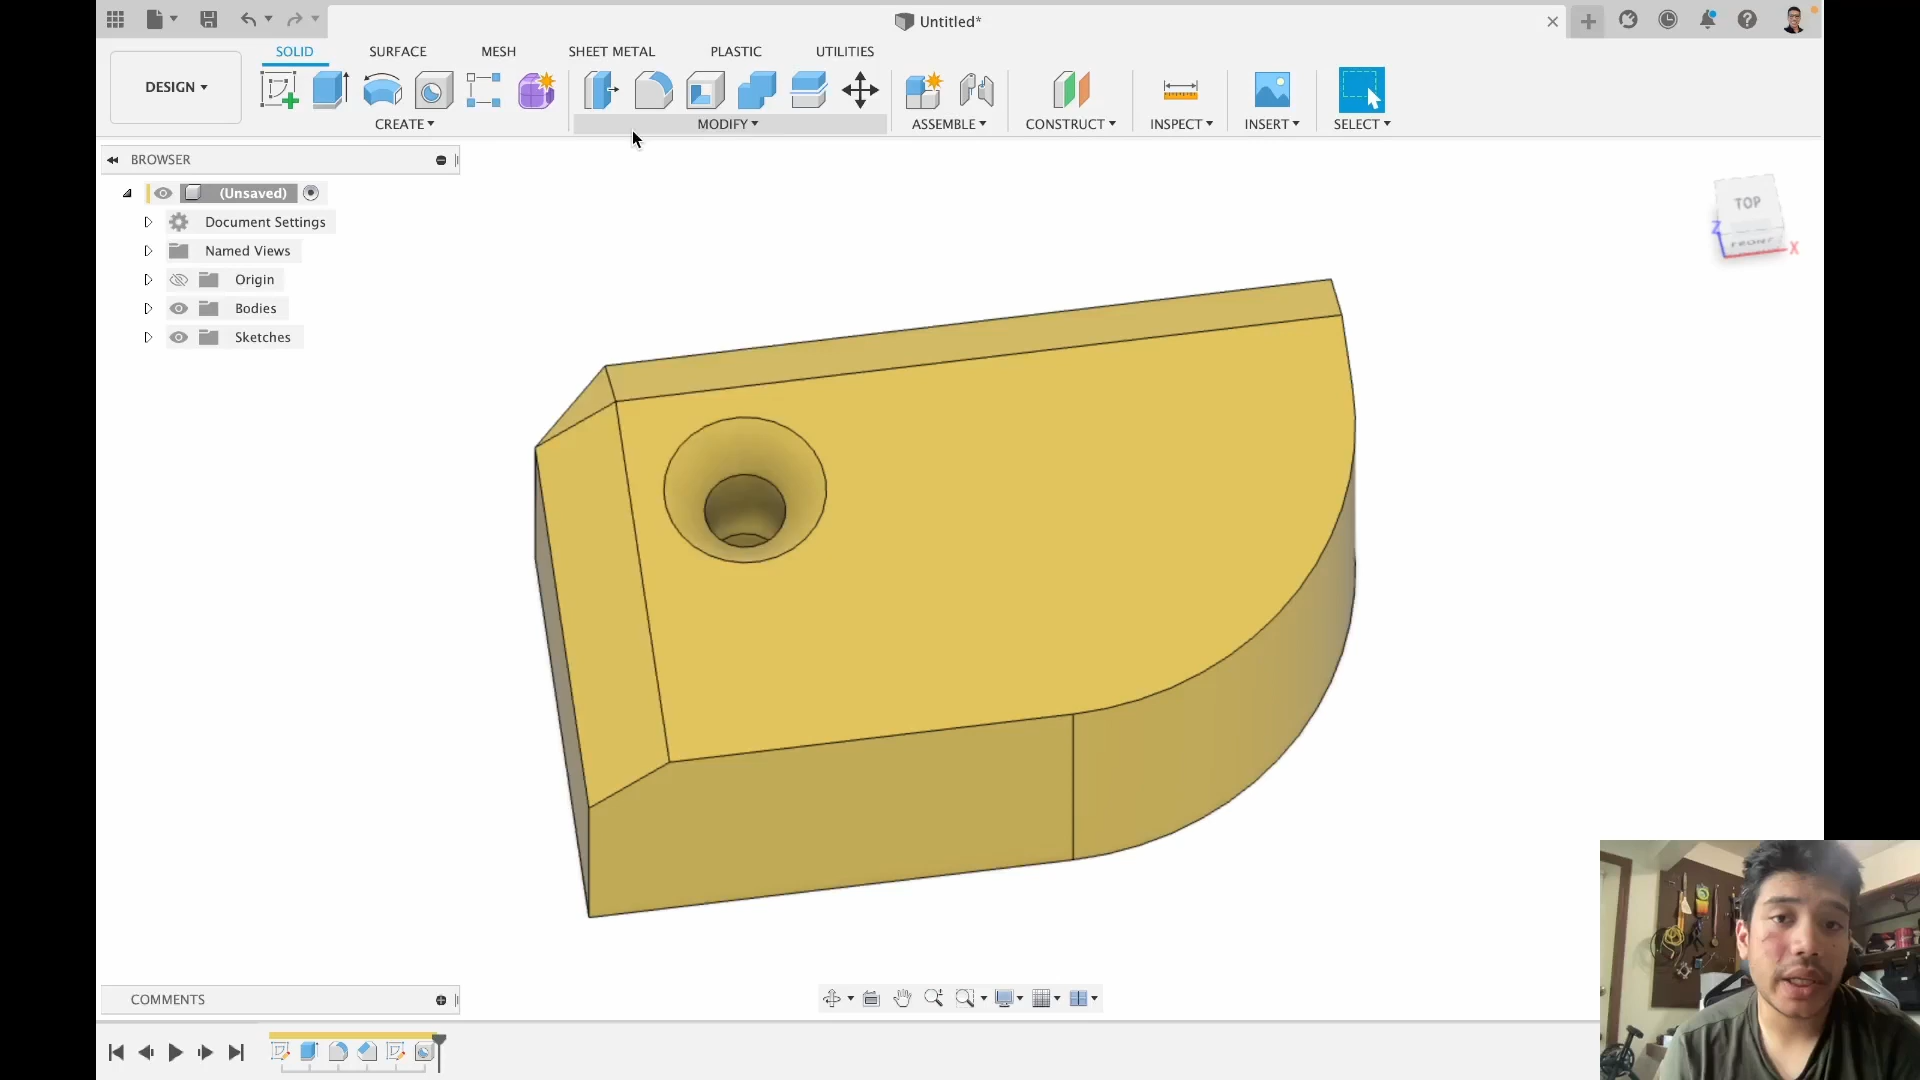 Untitled*
SOLID SURFACE MESH SHEET METAL PLASTIC UTILITIES
DESIGN
CREATE MODIFY ASSEMBLE CONSTRUCT INSPECT INSERT SELECT
BROWSER
(Unsaved)
Document Settings
Named Views
Origin
Bodies
Sketches
TOP
FRONT
Z
X
COMMENTS